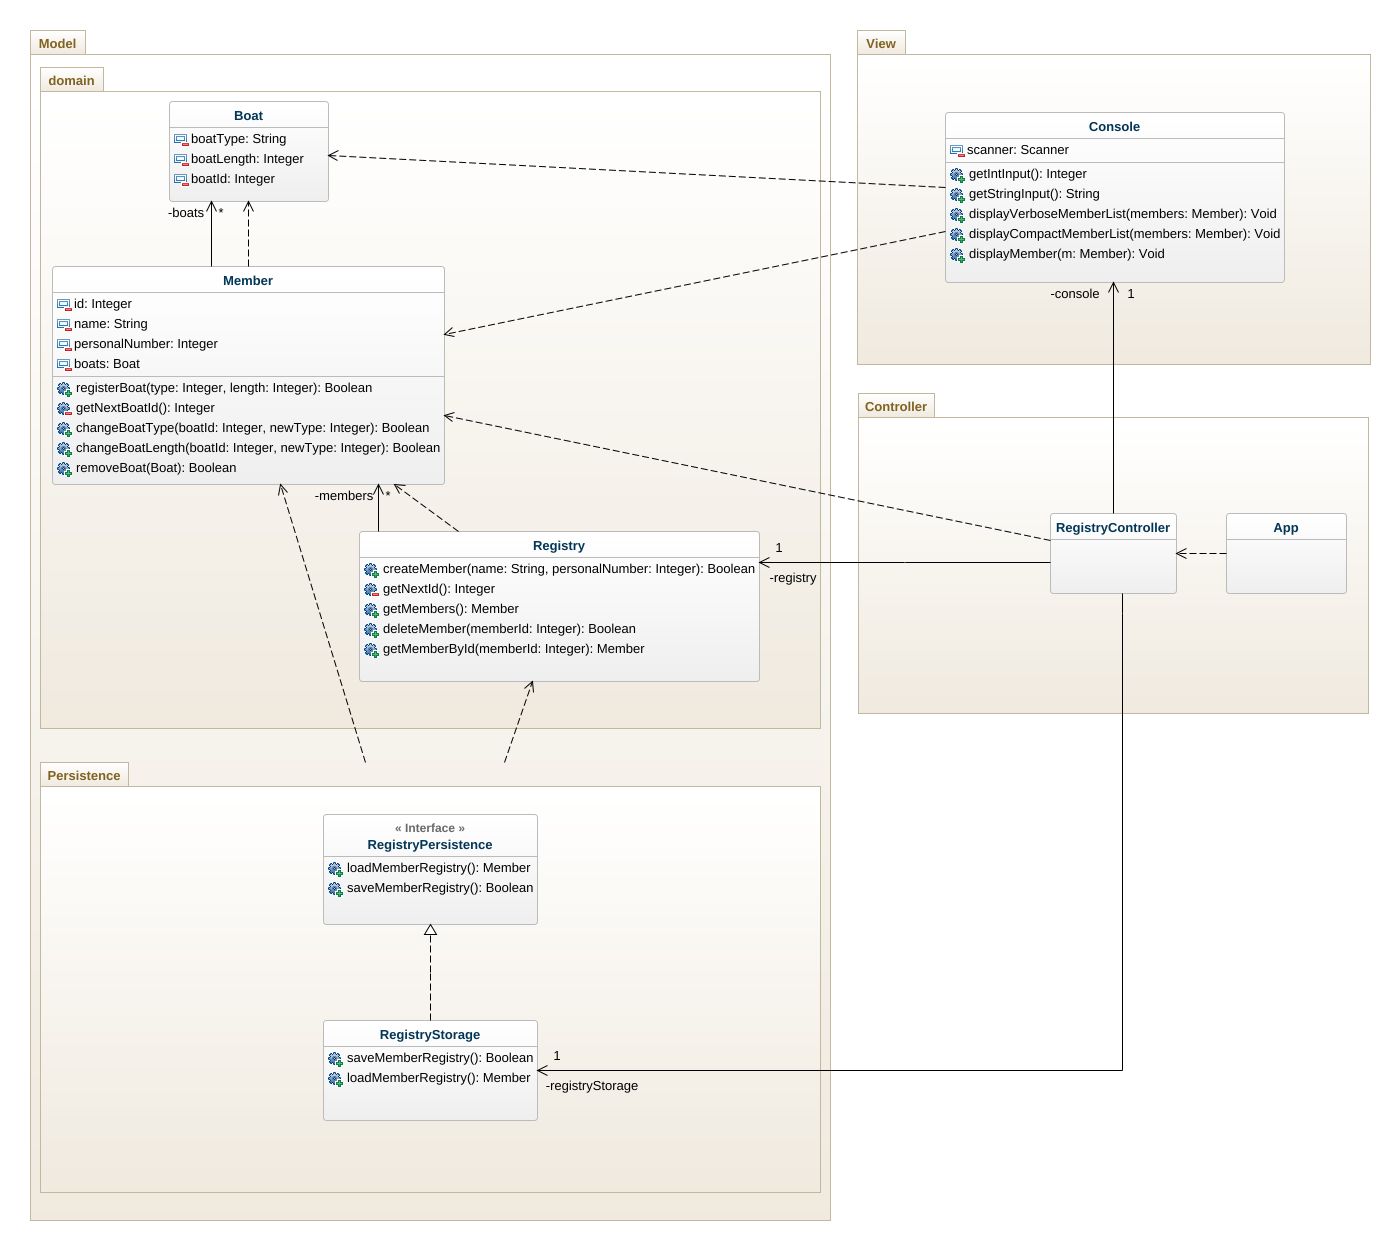 Model
domain
Boat
boatType: String
boatLength: Integer
boatId: Integer
-boats *
Member
id: Integer
name: String
personalNumber: Integer
boats: Boat
registerBoat(type: Integer, length: Integer): Boolean
getNextBoatId(): Integer
changeBoatType(boatId: Integer, newType: Integer): Boolean
changeBoatLength(boatId: Integer, newType: Integer): Boolean
removeBoat(Boat): Boolean
-members *
Registry
createMember(name: String, personalNumber: Integer): Boolean
getNextId(): Integer
getMembers(): Member
deleteMember(memberId: Integer): Boolean
getMemberById(memberId: Integer): Member
1
-registry
Persistence
« Interface »
RegistryPersistence
loadMemberRegistry(): Member
saveMemberRegistry(): Boolean
RegistryStorage
saveMemberRegistry(): Boolean
loadMemberRegistry(): Member
1
-registryStorage
View
Console
scanner: Scanner
getIntInput(): Integer
getStringInput(): String
displayVerboseMemberList(members: Member): Void
displayCompactMemberList(members: Member): Void
displayMember(m: Member): Void
-console 1
Controller
RegistryController
App